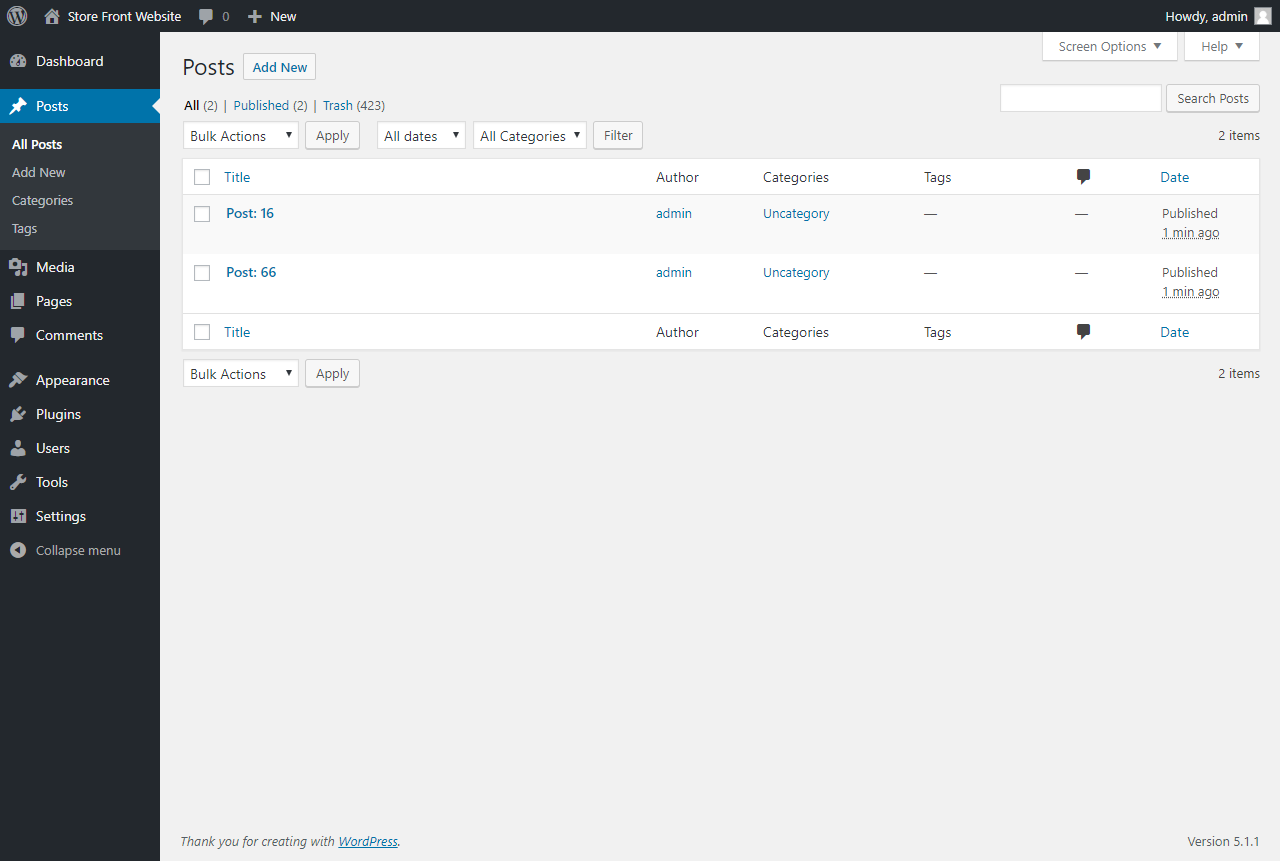 Store Front Website 0 New Howdy, admin
Screen Options Help
Dashboard
Posts
All Posts
Add New
Categories
Tags
Media
Pages
Comments
Appearance
Plugins
Users
Tools
Settings
Collapse menu
Posts Add New
All (2) | Published (2) | Trash (423) Search Posts
Bulk Actions Apply All dates All Categories Filter 2 items
Title Author Categories Tags Date
Post: 16 admin Uncategory — — Published
1 min ago
Post: 66 admin Uncategory — — Published
1 min ago
Title Author Categories Tags Date
Bulk Actions Apply 2 items
Thank you for creating with WordPress. Version 5.1.1